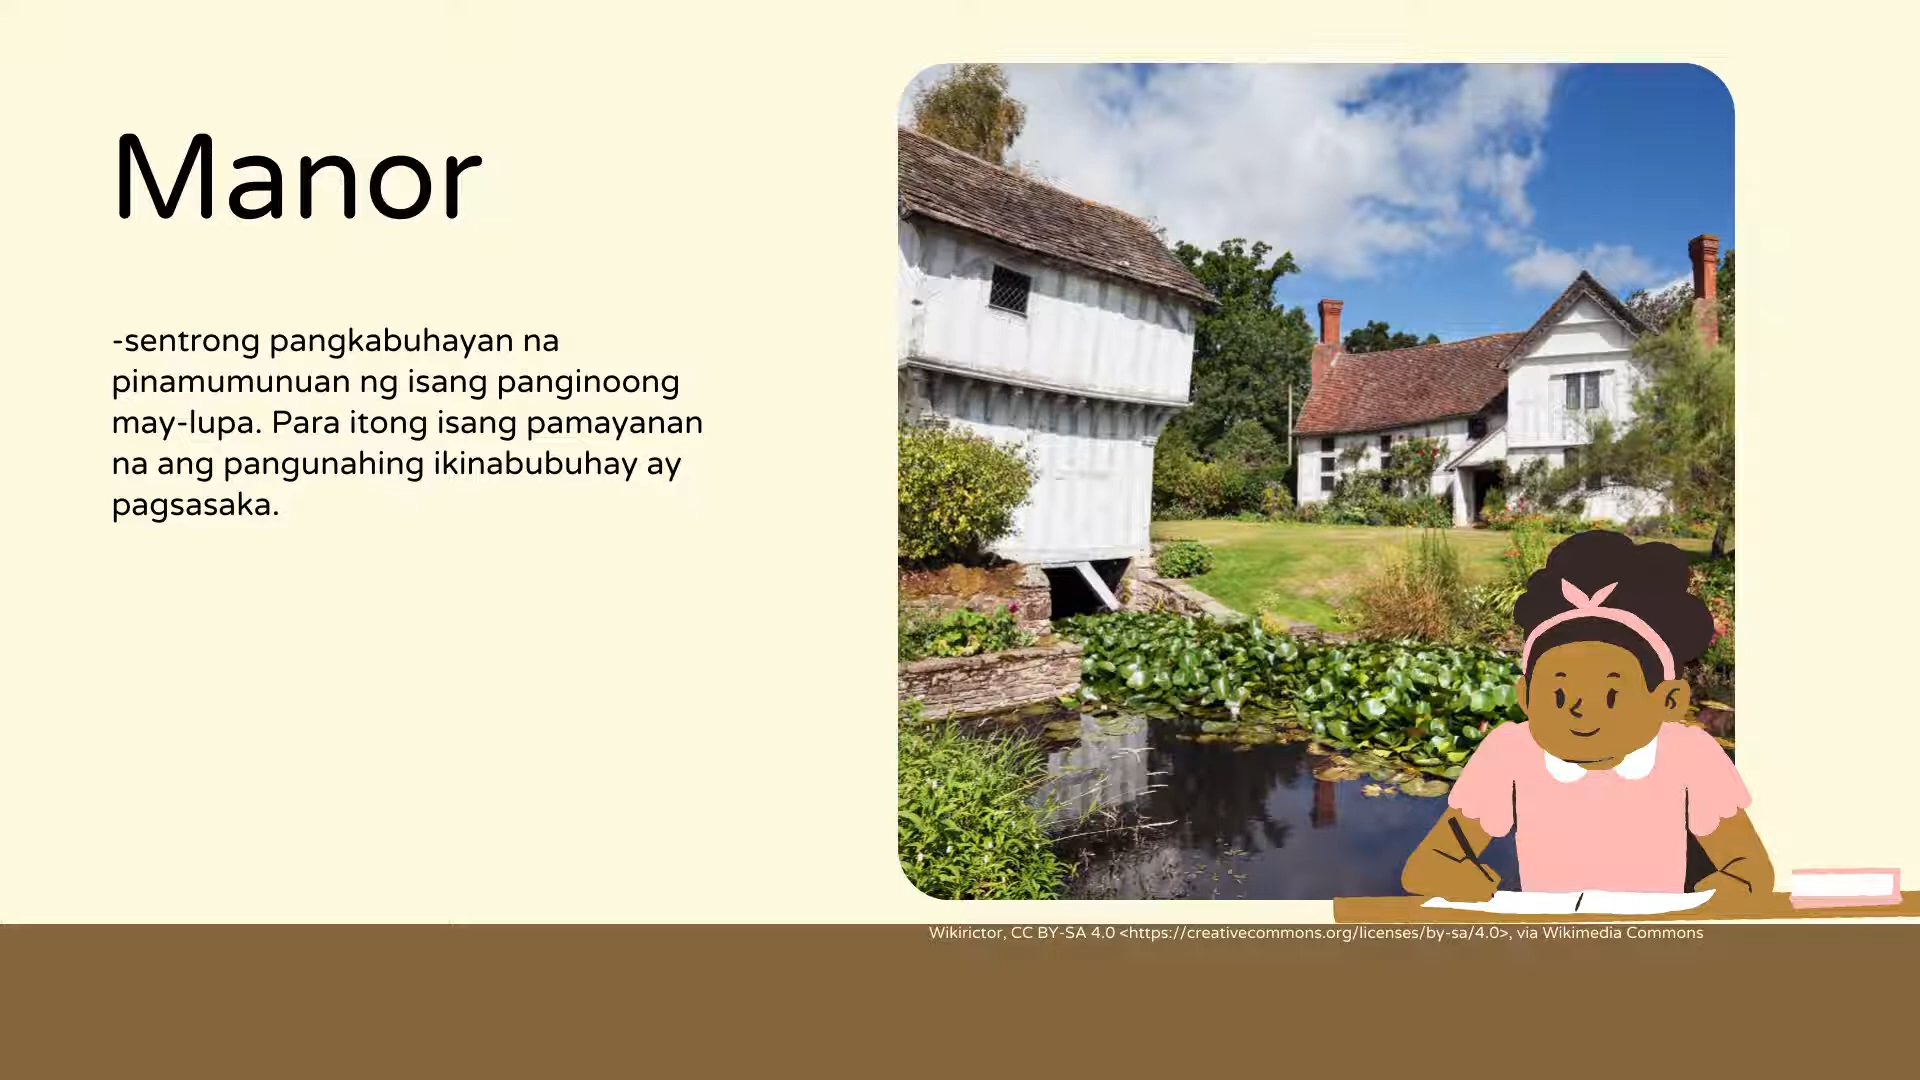 Manor
-sentrong pangkabuhayan na
pinamumunuan ng isang panginoong
may-lupa. Para itong isang pamayanan
na ang pangunahing ikinabubuhay ay
pagsasaka.
Wikirictor, CC BY-SA 4.0 <https://creativecommons.org/licenses/by-sa/4.0>, via Wikimedia Commons